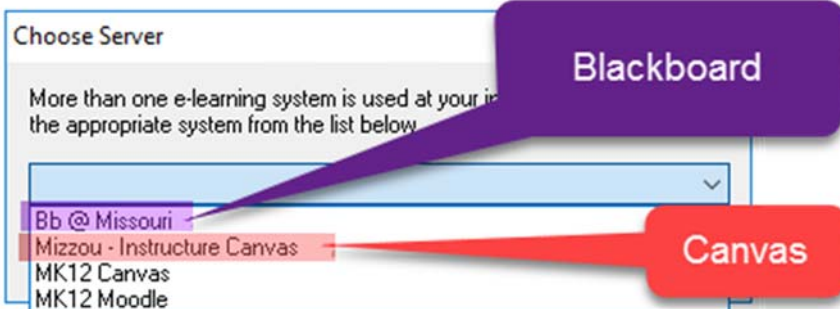 Choose Server
Blackboard
More than one e-learning system is used at your in
the appropriate system from the list below
Bb @ Missouri
Mizzou - Instructure Canvas
Canvas
MK12 Canvas
MK12 Moodle